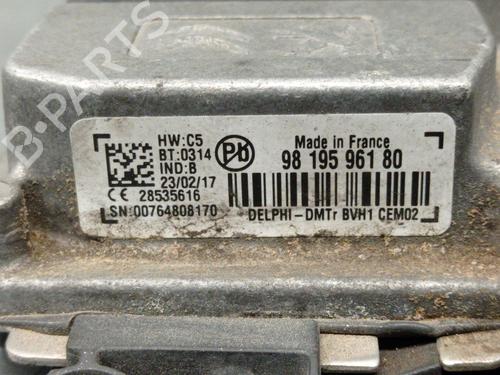 B-PARTS
HW:C5
BT:0314
IND:B
23/02/17
CE 28535616
SN:00764808170
Pb
Made in France
98 195 961 80
DELPHI-DMTr BVH1 CEM02